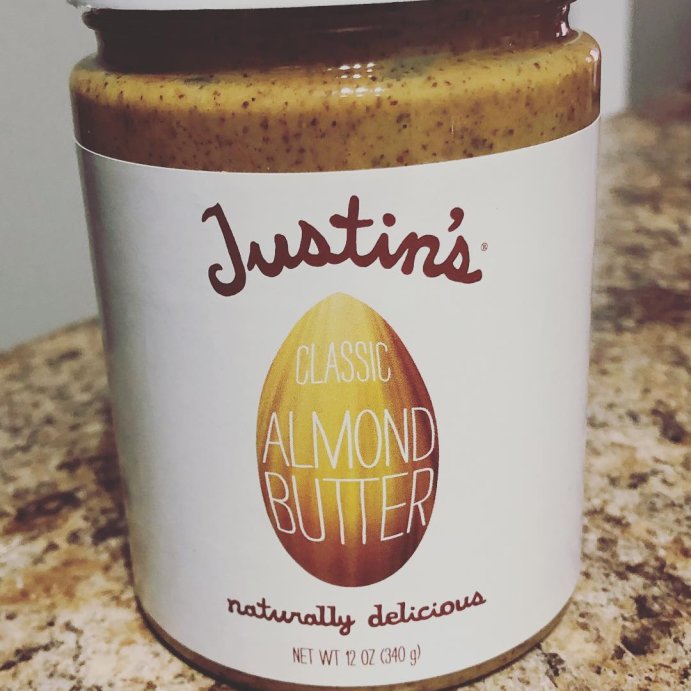 Justin's®
CLASSIC
ALMOND
BUTTER
naturally delicious
NET WT 12 OZ (340 g)